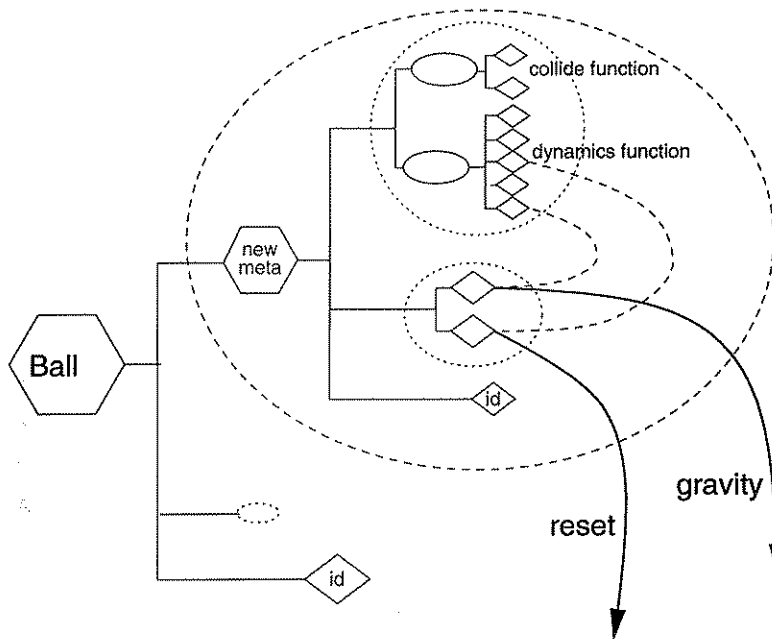 collide function
dynamics function
new
meta
Ball
id
gravity
reset
id